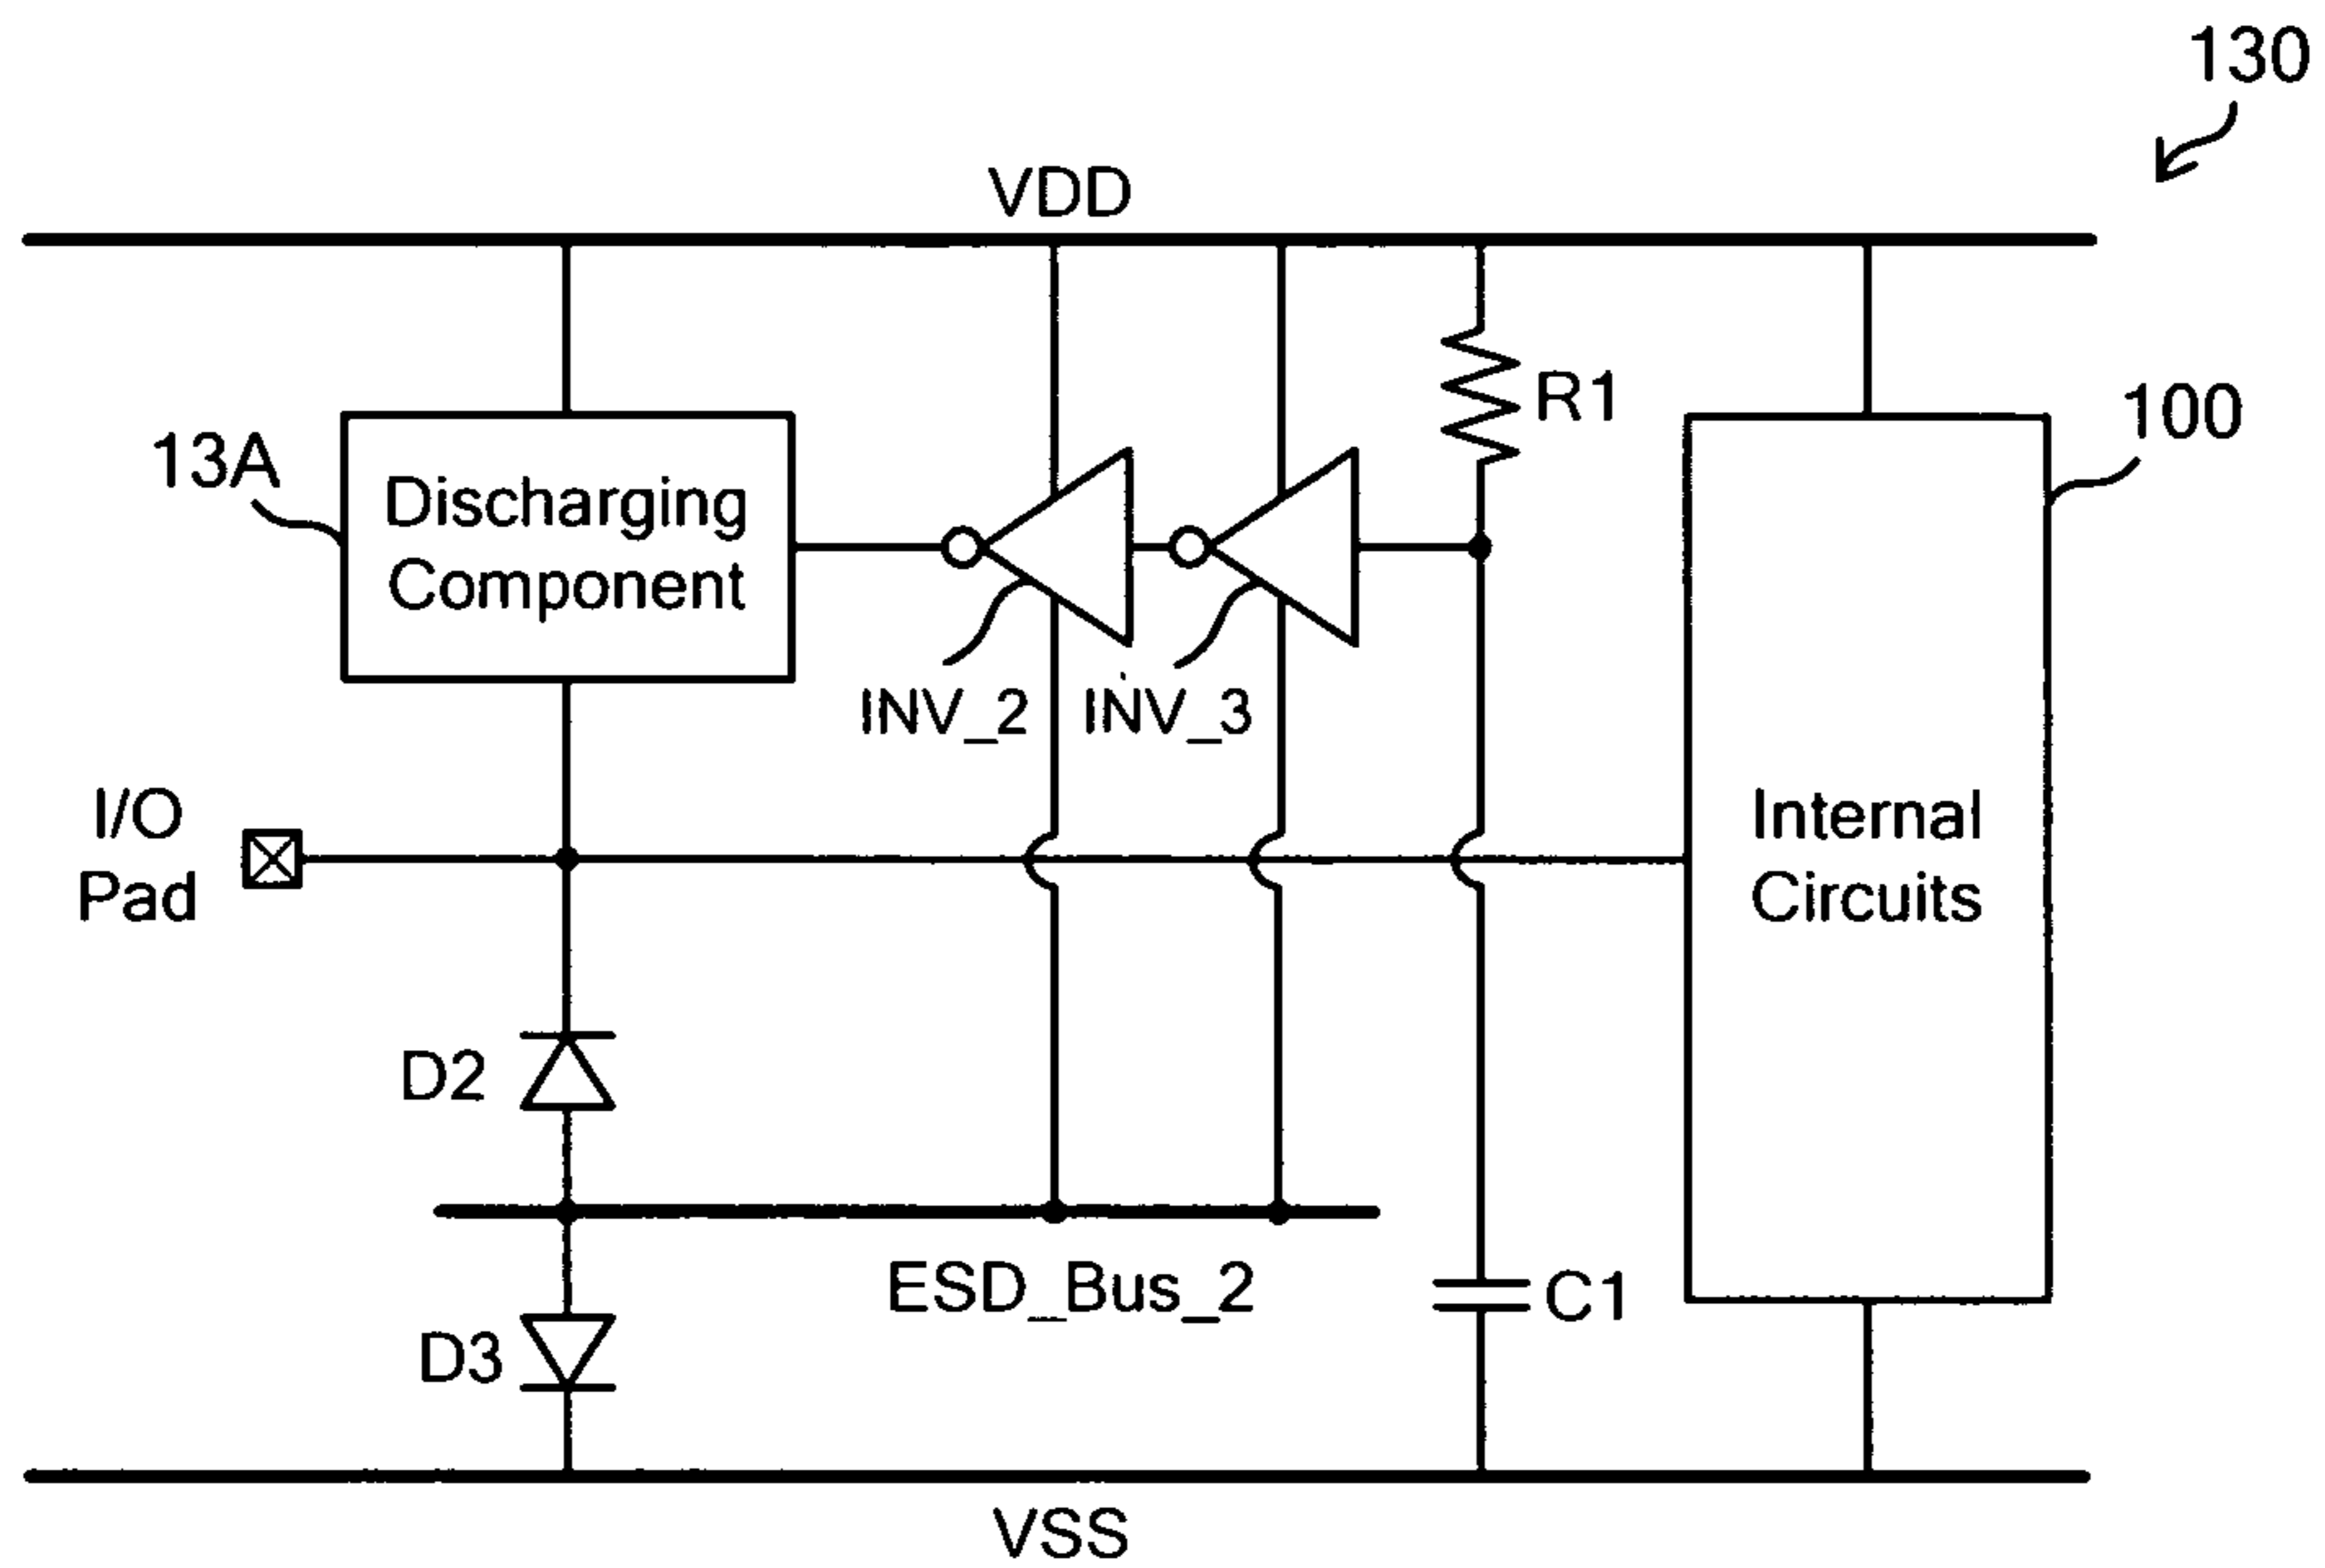 130
VDD
R1
100
13A
Discharging
Component
INV_2
INV_3
I/O
Pad
Internal
Circuits
D2
ESD_Bus_2
C1
D3
VSS